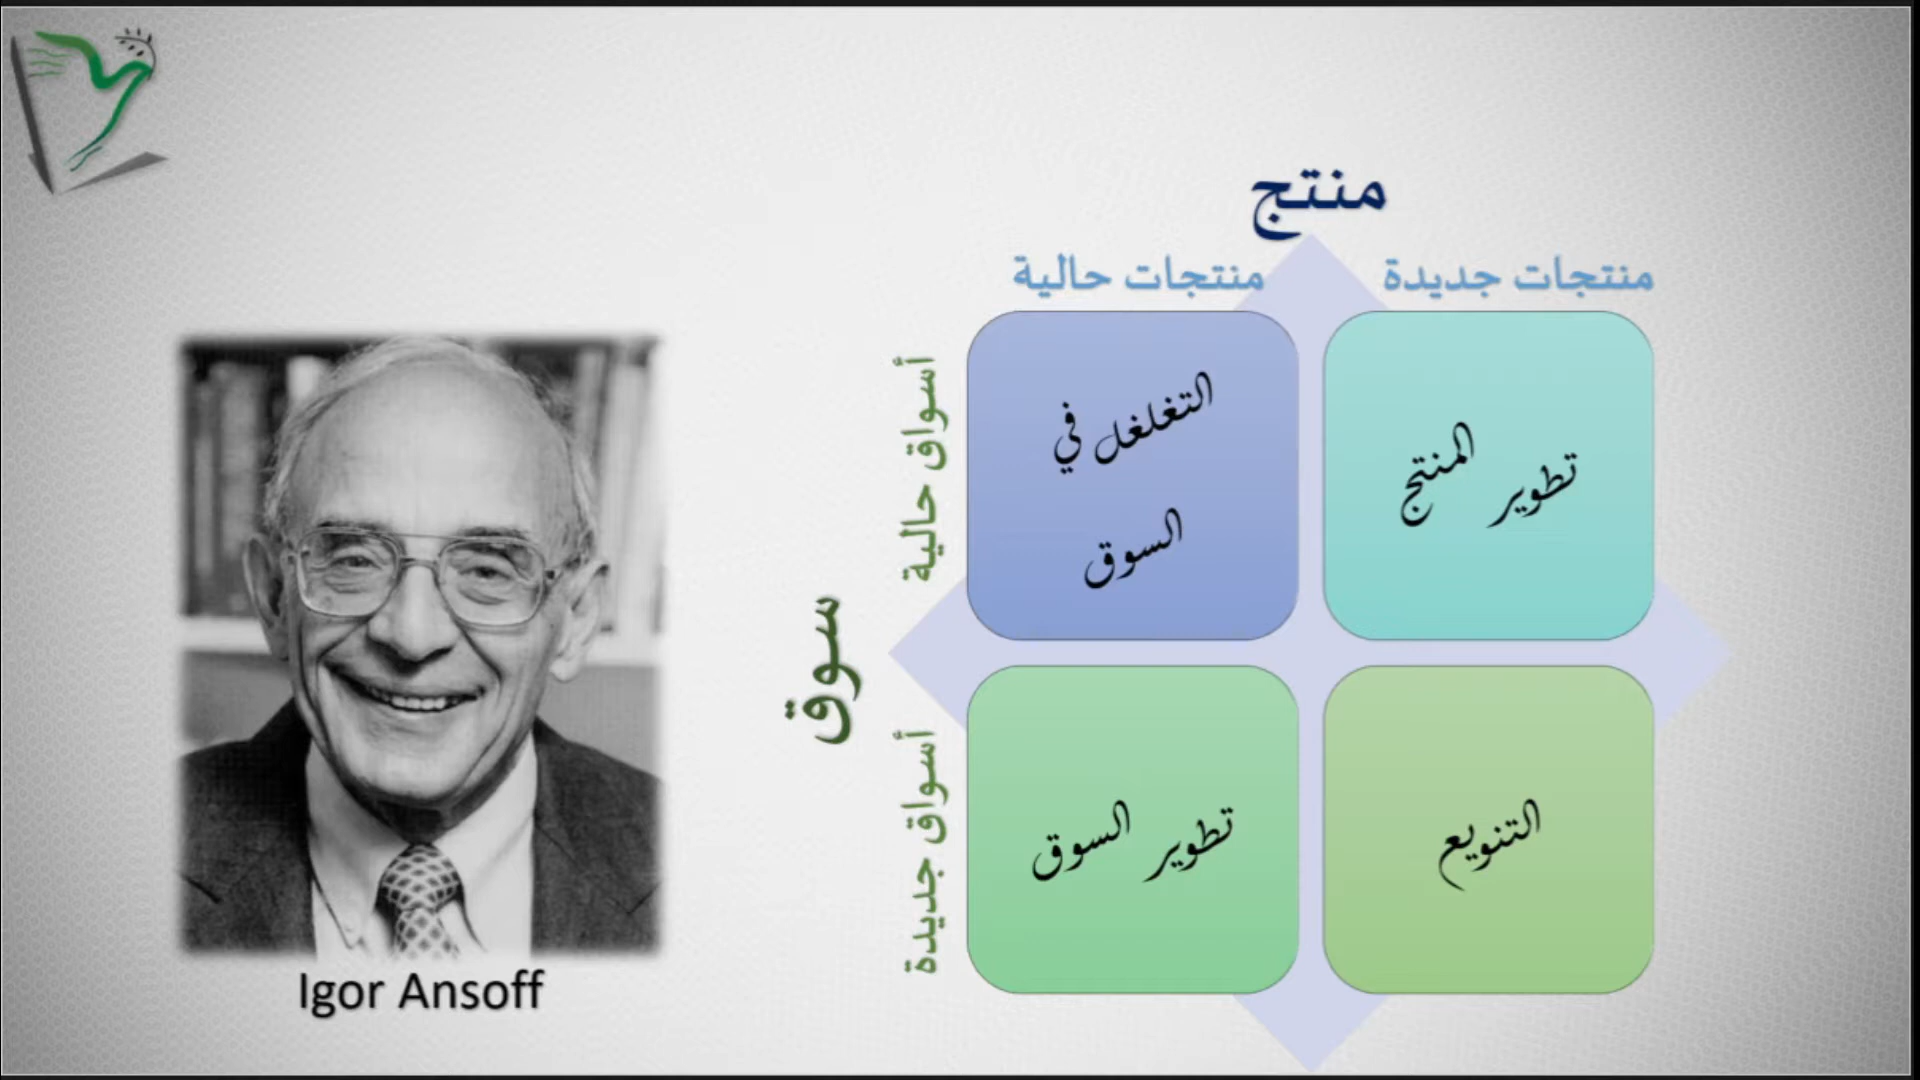 منتج
منتجات جديدة
منتجات حالية
سوق
أسواق حالية
أسواق جديدة
التغلغل في
السوق
تطوير المنتج
تطوير السوق
التنويع
Igor Ansoff